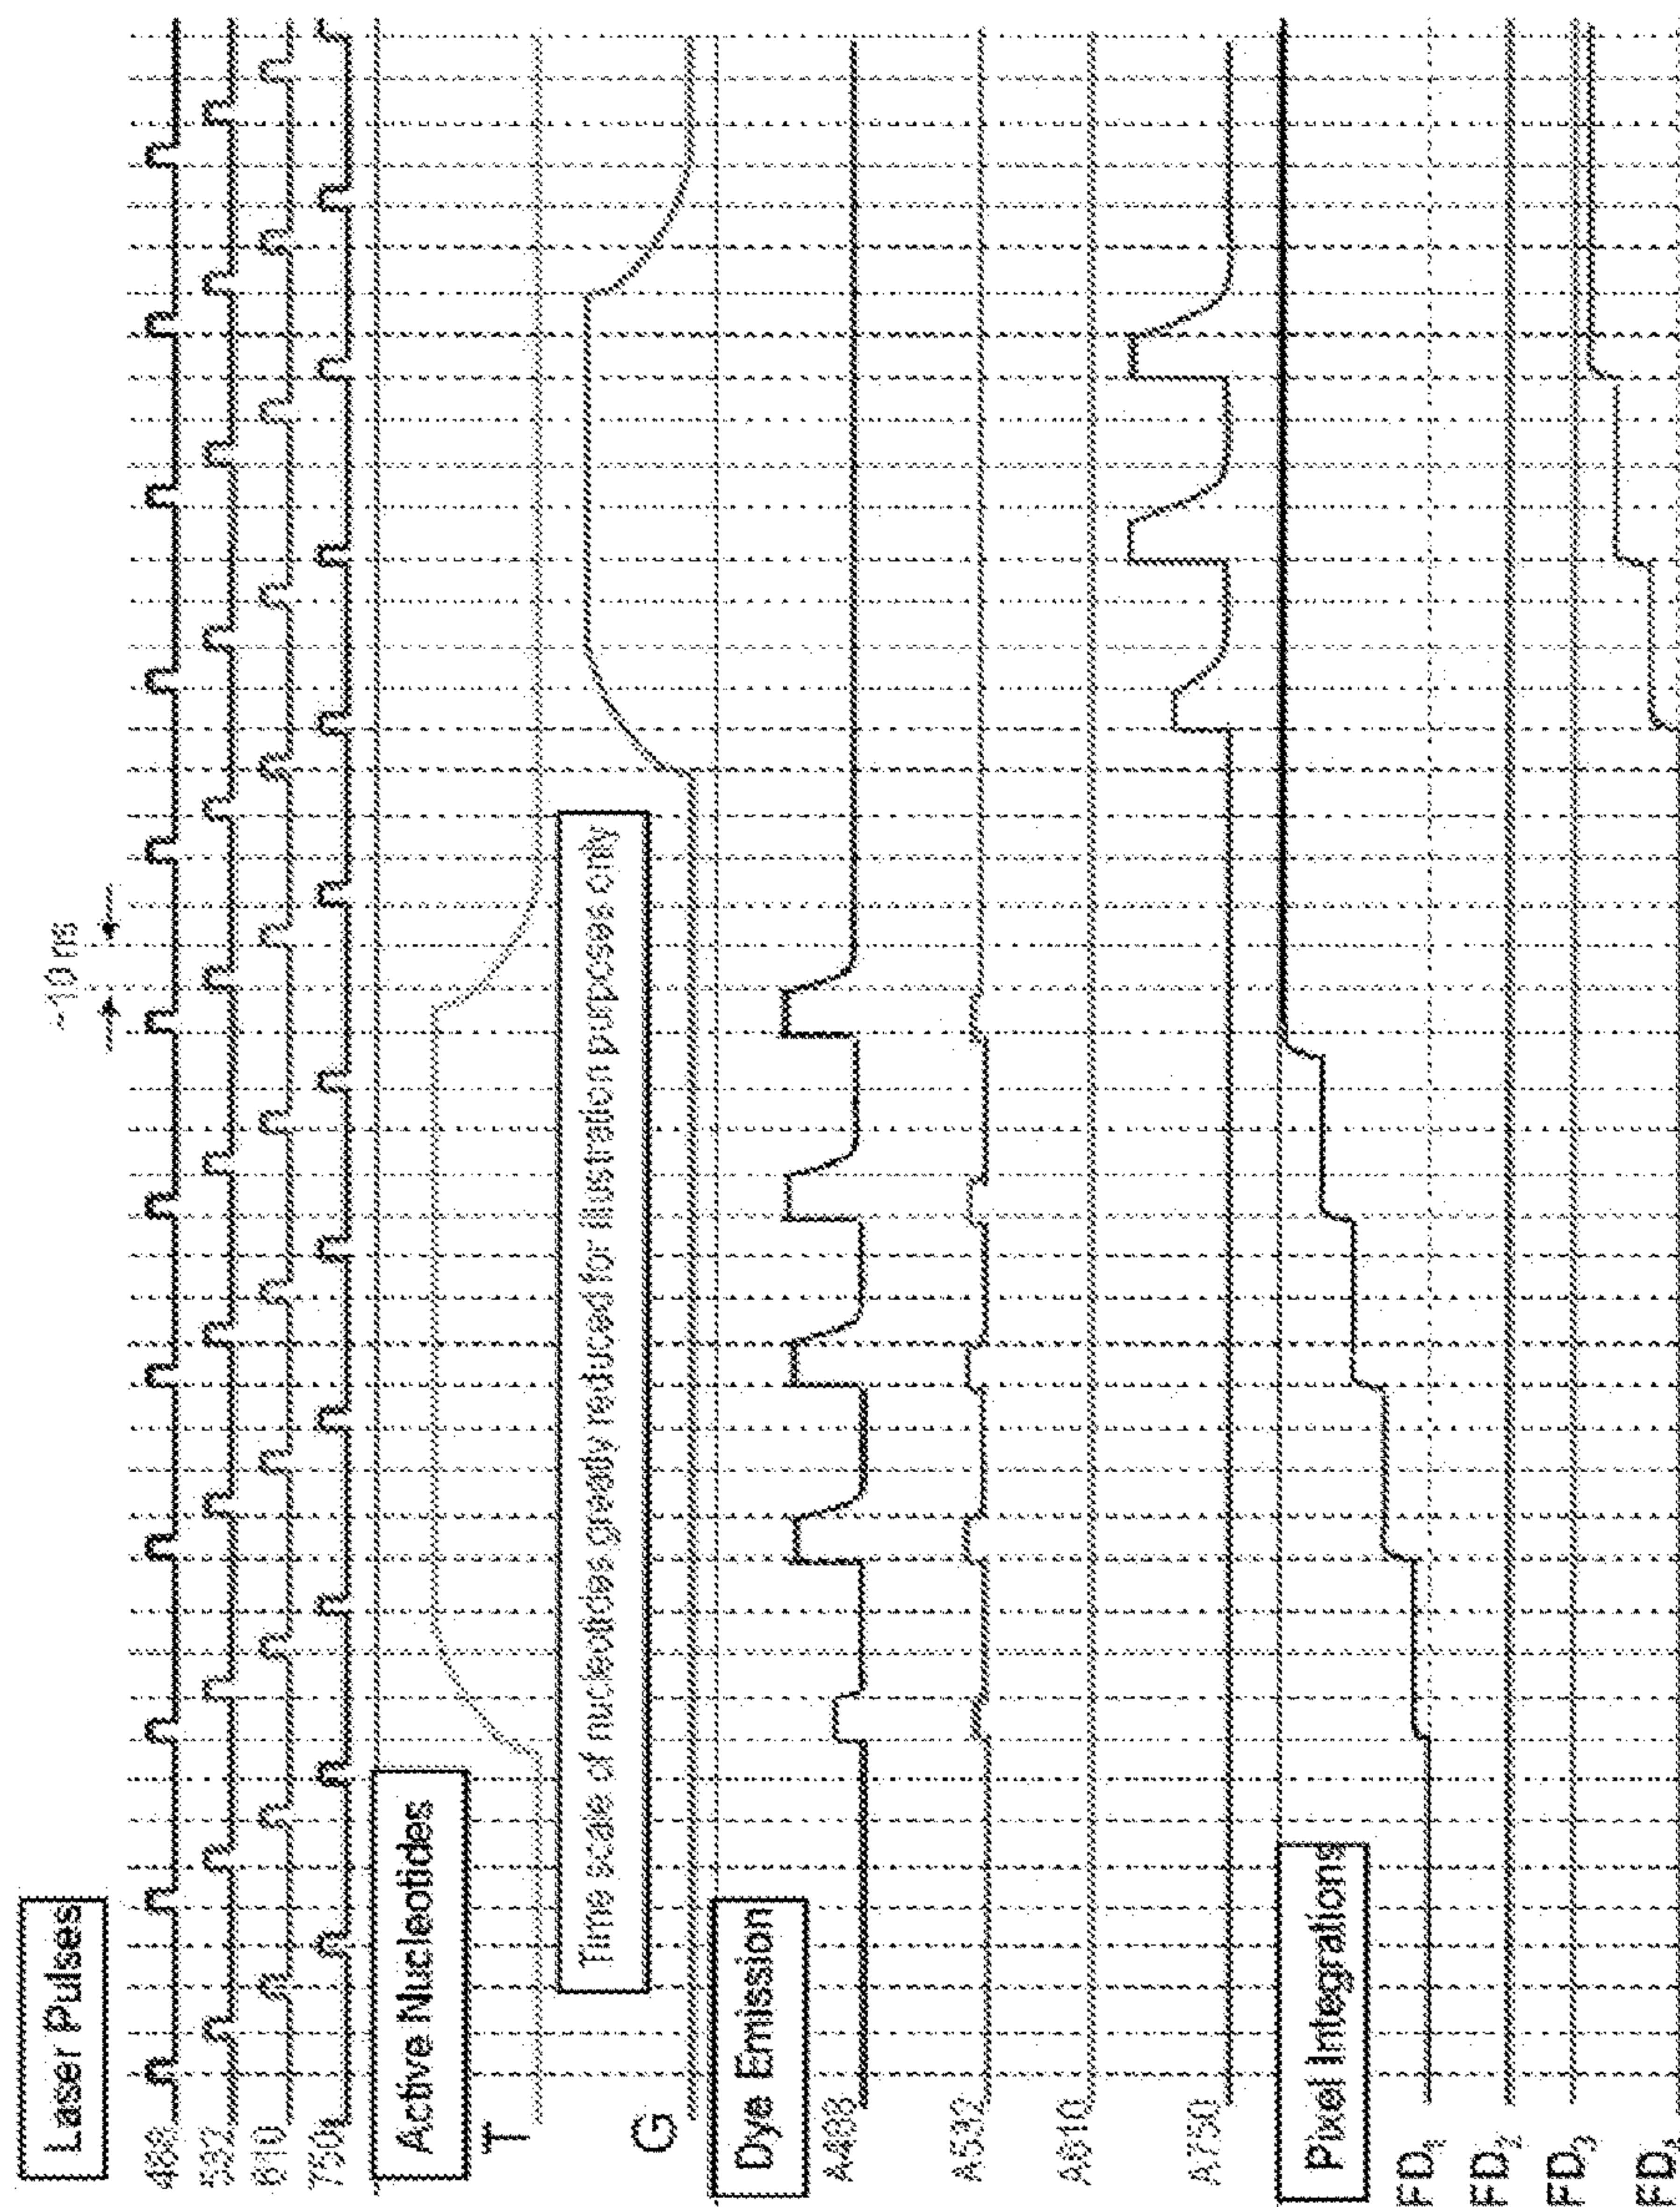 ~10 ns
Laser Pulses
488
532
610
750
Active Nucleotides
T
Time scale of nucleotides greatly reduced for illustration purposes only
G
Dye Emission
A488
A532
A610
A750
Pixel Integrations
FD₁
FD₂
FD₃
FD₄